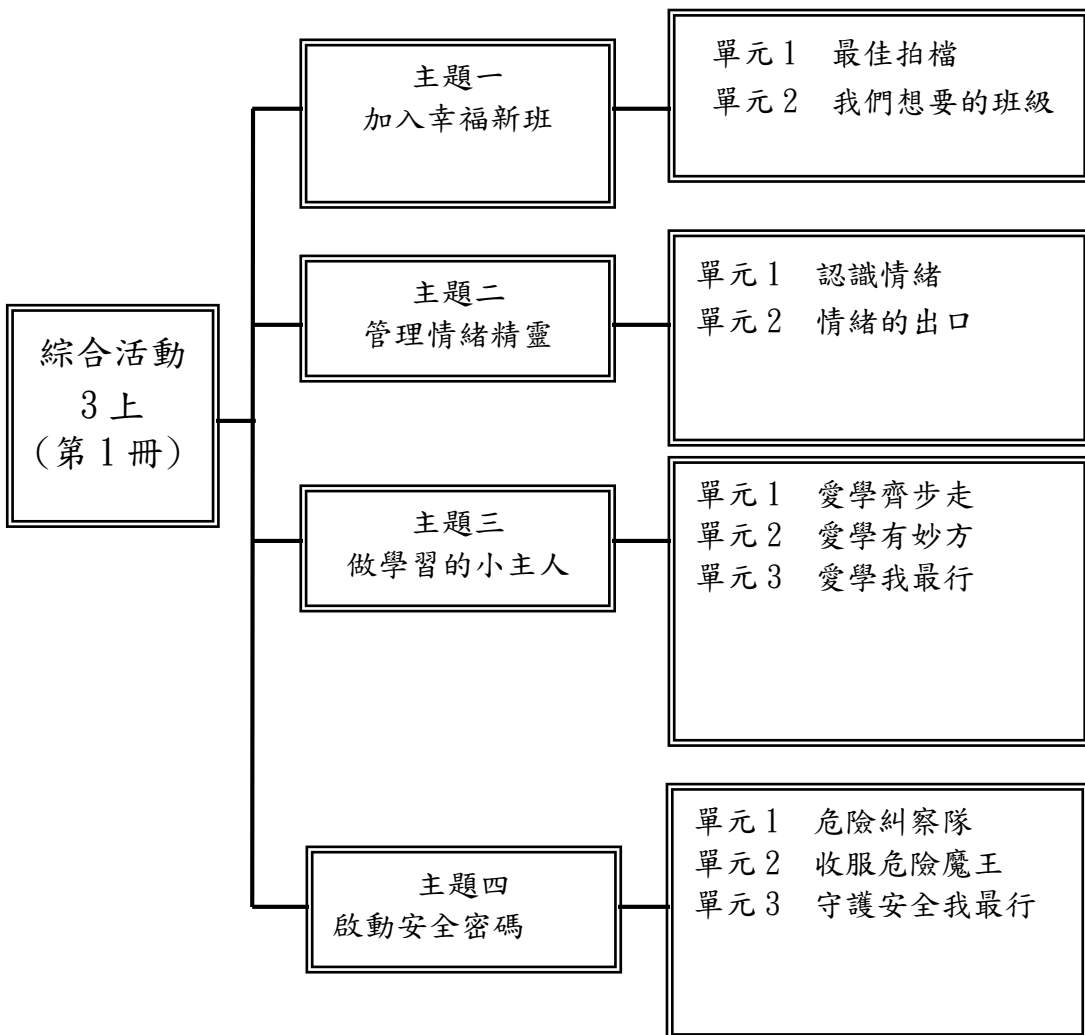 綜合活動
3上
（第1冊）
主題一
加入幸福新班
單元1　最佳拍檔
單元2　我們想要的班級
主題二
管理情緒精靈
單元1　認識情緒
單元2　情緒的出口
主題三
做學習的小主人
單元1　愛學齊步走
單元2　愛學有妙方
單元3　愛學我最行
主題四
啟動安全密碼
單元1　危險糾察隊
單元2　收服危險魔王
單元3　守護安全我最行